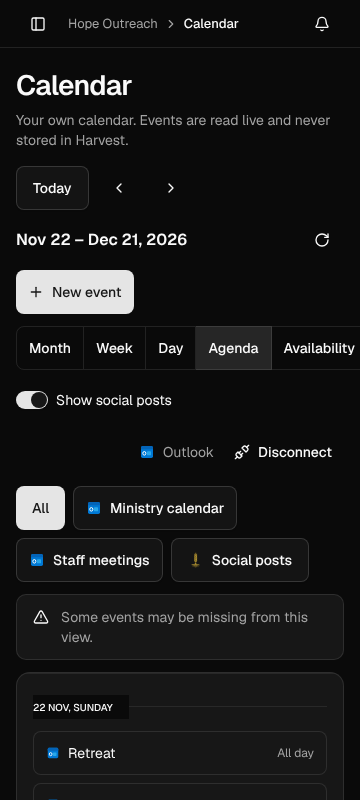 Hope Outreach > Calendar
Calendar
Your own calendar. Events are read live and never
stored in Harvest.
Today
Nov 22 – Dec 21, 2026
New event
Month Week Day Agenda Availability
Show social posts
Outlook Disconnect
All Ministry calendar
Staff meetings Social posts
Some events may be missing from this
view.
22 NOV, SUNDAY
Retreat All day